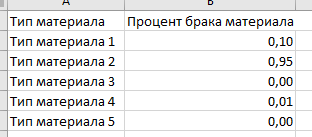 A B
Тип материала Процент брака материала
Тип материала 1 0,10
Тип материала 2 0,95
Тип материала 3 0,00
Тип материала 4 0,01
Тип материала 5 0,00